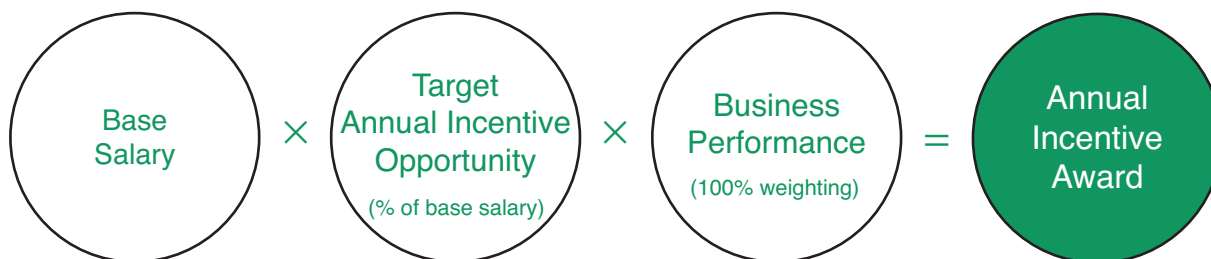 Base
Salary
×
Target
Annual Incentive
Opportunity
(% of base salary)
×
Business
Performance
(100% weighting)
=
Annual
Incentive
Award